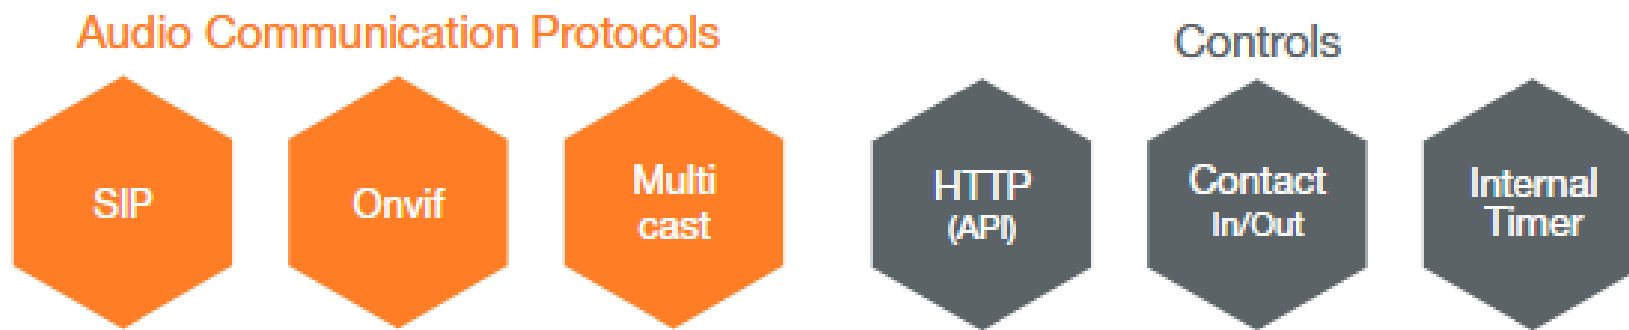 Audio Communication Protocols
SIP
Onvif
Multi
cast
Controls
HTTP
(API)
Contact
In/Out
Internal
Timer